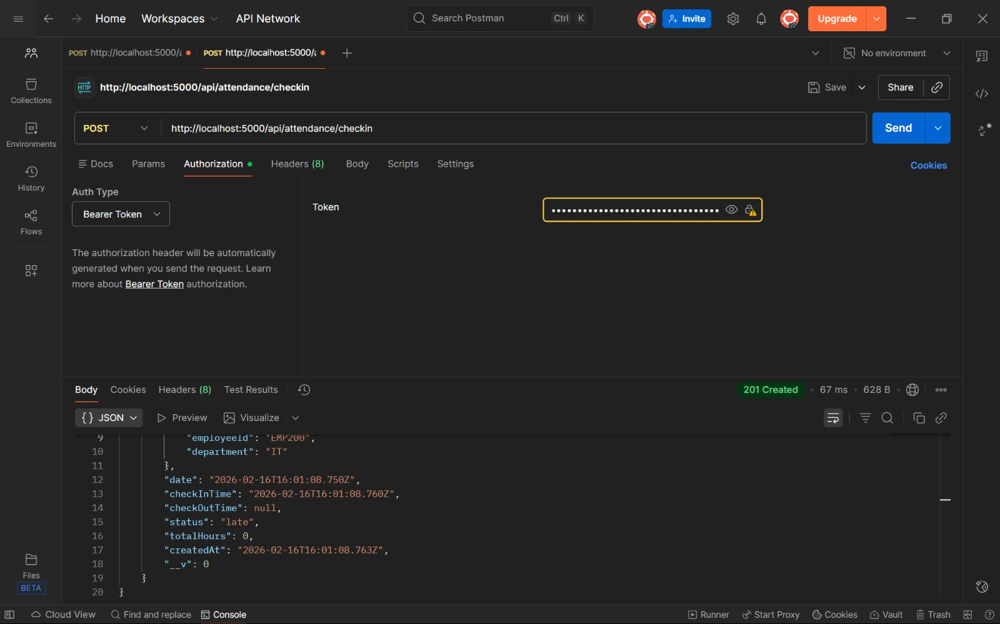 Home Workspaces API Network Search Postman Ctrl K Invite Upgrade
POST http://localhost:5000/a POST http://localhost:5000/a No environment
HTTP http://localhost:5000/api/attendance/checkin Save Share
POST http://localhost:5000/api/attendance/checkin Send
Docs Params Authorization Headers (8) Body Scripts Settings Cookies
Collections
Environments
History
Flows
Files
BETA
Auth Type
Bearer Token
The authorization header will be automatically
generated when you send the request. Learn
more about Bearer Token authorization.
Token ••••••••••••••••••••••••••••••••
Body Cookies Headers (8) Test Results 201 Created • 67 ms • 628 B
{} JSON Preview Visualize
9 "employeeId": "EMP200",
10 "department": "IT"
11 },
12 "date": "2026-02-16T16:01:08.750Z",
13 "checkInTime": "2026-02-16T16:01:08.760Z",
14 "checkOutTime": null,
15 "status": "late",
16 "totalHours": 0,
17 "createdAt": "2026-02-16T16:01:08.763Z",
18 "__v": 0
19 }
20 }
Cloud View Find and replace Console Runner Start Proxy Cookies Vault Trash